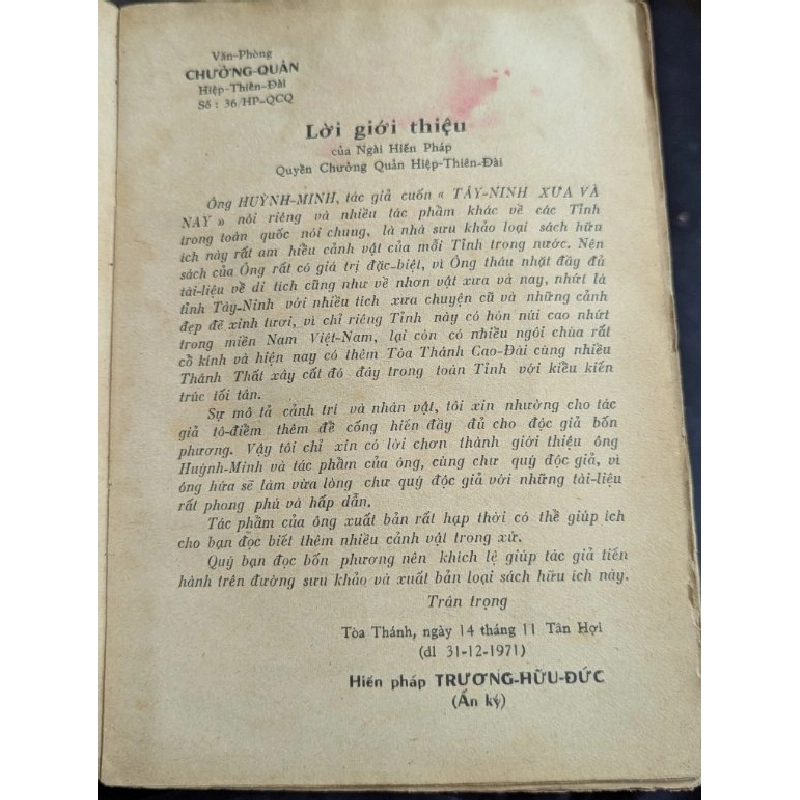 Văn-Phòng
CHƯỞNG-QUẢN
Hiệp-Thiên-Đài
Số : 36/HP-QCQ
Lời giới thiệu
của Ngài Hiến Pháp
Quyền Chưởng Quản Hiệp-Thiên-Đài
Ông HUỲNH-MINH, tác giả cuốn « TÂY-NINH XƯA VÀ
NAY » nói riêng và nhiều tác phẩm khác về các Tỉnh
trong toàn quốc nói chung, là nhà sưu khảo loại sách hữu
ích này rất am hiểu cảnh vật của mỗi Tỉnh trong nước. Nên
sách của Ông rất có giá trị đặc-biệt, vì Ông thâu nhặt đầy đủ
tài-liệu về di tích cũng như về nhơn vật xưa và nay, nhứt là
tỉnh Tây-Ninh với nhiều tích xưa chuyện cũ và những cảnh
đẹp đẽ xinh tươi, vì chỉ riêng Tỉnh này có hòn núi cao nhứt
trong miền Nam Việt-Nam, lại còn có nhiều ngôi chùa rất
cổ kính và hiện nay có thêm Tòa Thánh Cao-Đài cùng nhiều
Thánh Thất xây cất đó đây trong toàn Tỉnh với kiểu kiến
trúc tối tân.
Sự mô tả cảnh trí và nhân vật, tôi xin nhường cho tác
giả tô-điểm thêm để cống hiến đầy đủ cho độc giả bốn
phương. Vậy tôi chỉ xin có lời chơn thành giới thiệu ông
Huỳnh-Minh và tác phẩm của ông, cùng chư quý độc giả, vì
ông hứa sẽ làm vừa lòng chư quý độc giả với những tài-liệu
rất phong phú và hấp dẫn.
Tác phẩm của ông xuất bản rất hạp thời có thể giúp ích
cho bạn đọc biết thêm nhiều cảnh vật trong xứ.
Quý bạn đọc bốn phương nên khích lệ giúp tác giả tiến
hành trên đường sưu khảo và xuất bản loại sách hữu ích này.
Trân trọng
Tòa Thánh, ngày 14 tháng 11 Tân Hợi
(dl 31-12-1971)
Hiến pháp TRƯƠNG-HỮU-ĐỨC
(Ấn ký)